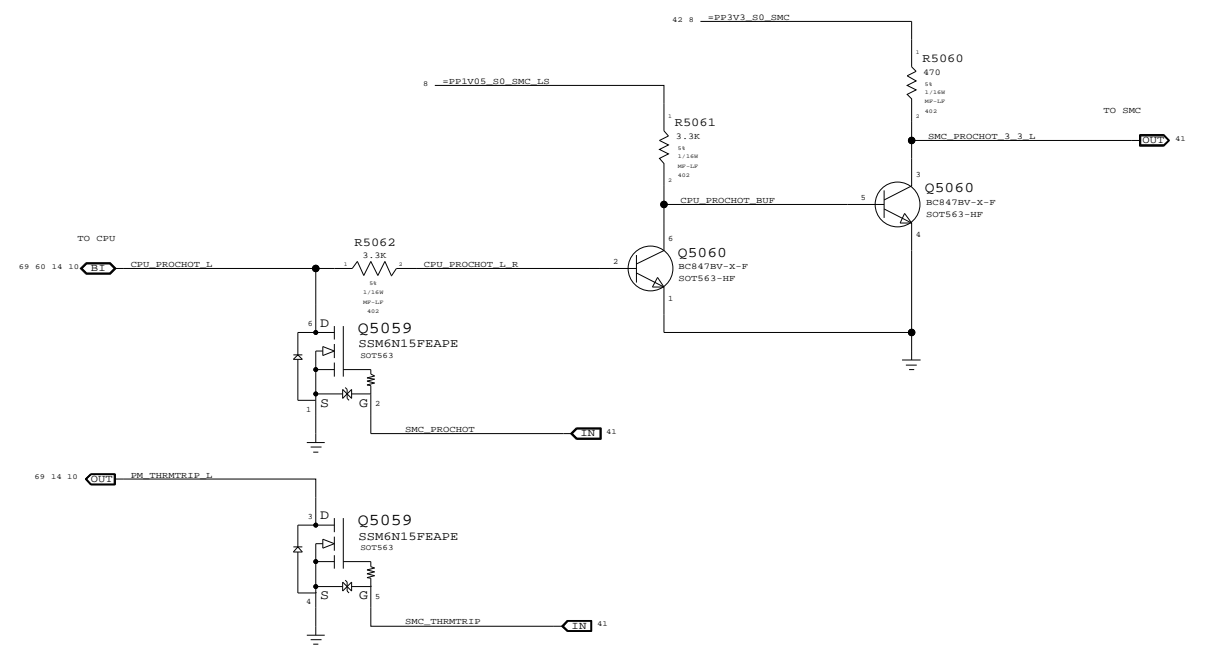 42 8 =PP3V3_S0_SMC
1
R5060
470
5%
1/16W
MF-LF
402
2
8 =PP1V05_S0_SMC_LS
1
R5061
3.3K
5%
1/16W
MF-LF
402
2
TO SMC
SMC_PROCHOT_3_3_L OUT 41
3
Q5060
BC847BV-X-F
SOT563-HF
5
4
CPU_PROCHOT_BUF
6
Q5060
BC847BV-X-F
SOT563-HF
2
1
TO CPU
69 60 14 10 BI CPU_PROCHOT_L
R5062
3.3K
1 2
5%
1/16W
MF-LF
402
CPU_PROCHOT_L_R
6 D
Q5059
SSM6N15FEAPE
SOT563
1 S G 2
SMC_PROCHOT IN 41
69 14 10 OUT PM_THRMTRIP_L
3 D
Q5059
SSM6N15FEAPE
SOT563
4 S G 5
SMC_THRMTRIP IN 41